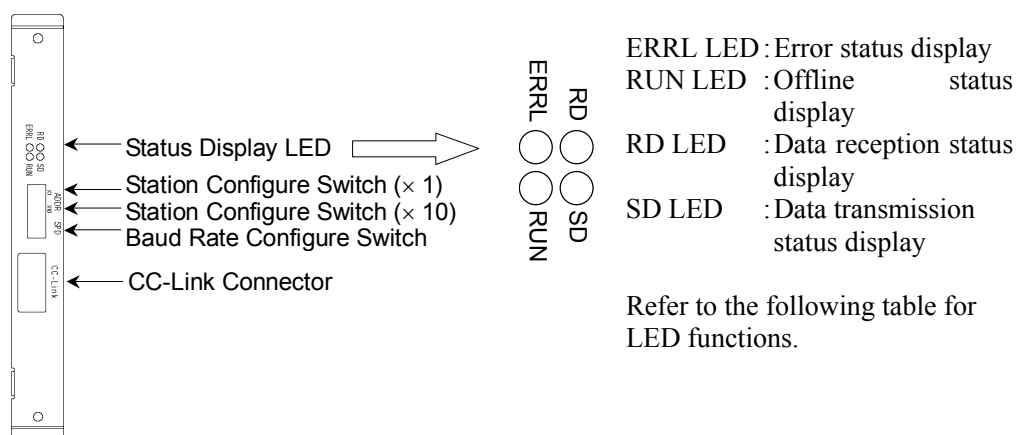 ERRL RD
RUN SD
X1 X10
ADDR. SPD
CC-Link
Status Display LED
Station Configure Switch (× 1)
Station Configure Switch (× 10)
Baud Rate Configure Switch
CC-Link Connector
ERRL RD
RUN SD
ERRL LED :Error status display
RUN LED :Offline status
display
RD LED :Data reception status
display
SD LED :Data transmission
status display
Refer to the following table for
LED functions.